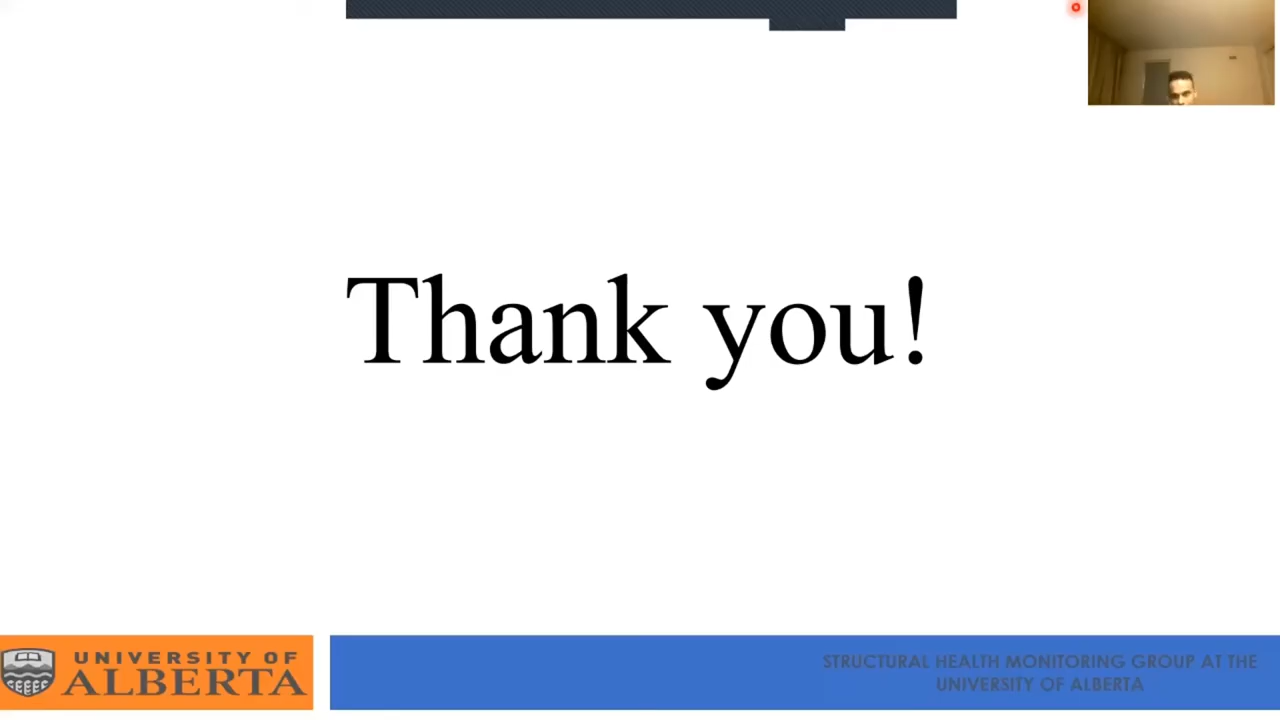 Thank you!
UNIVERSITY OF
ALBERTA
STRUCTURAL HEALTH MONITORING GROUP AT THE
UNIVERSITY OF ALBERTA